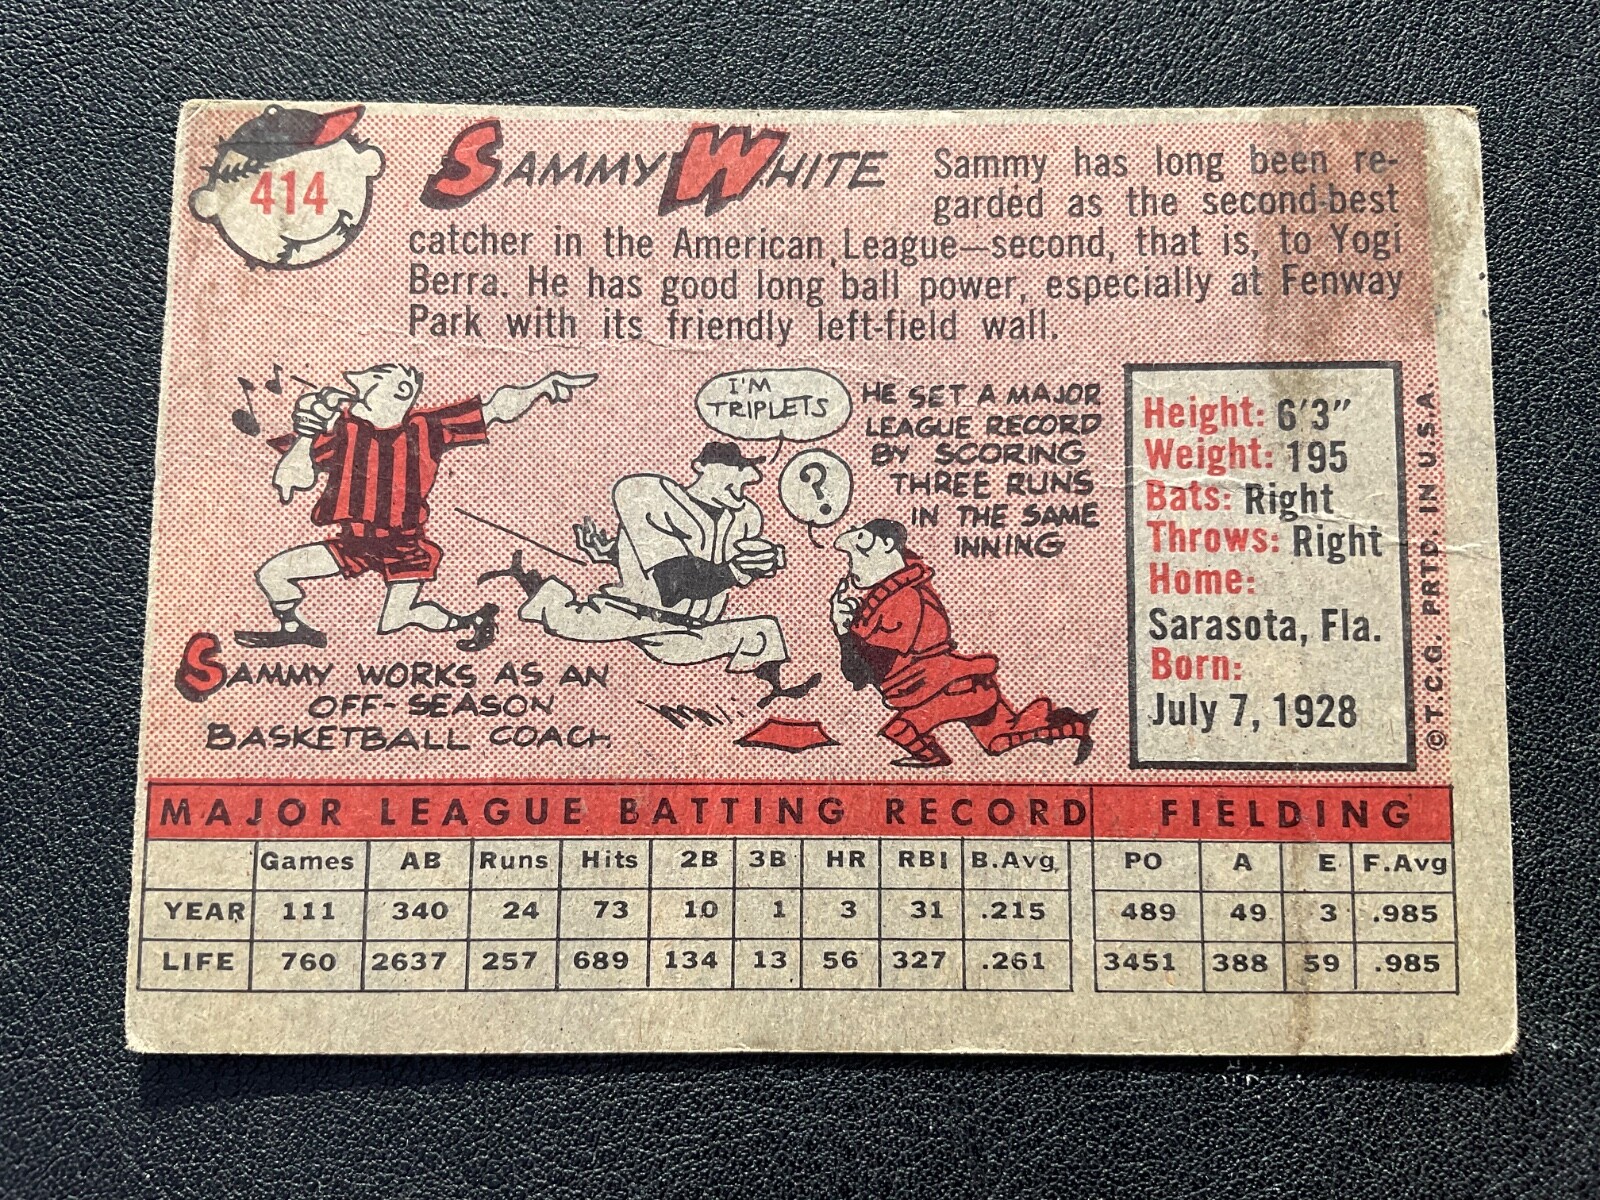 414
SAMMY WHITE
Sammy has long been re-
garded as the second-best
catcher in the American League—second, that is, to Yogi
Berra. He has good long ball power, especially at Fenway
Park with its friendly left-field wall.
I'M
TRIPLETS
?
HE SET A MAJOR
LEAGUE RECORD
BY SCORING
THREE RUNS
IN THE SAME
INNING
SAMMY WORKS AS AN
OFF-SEASON
BASKETBALL COACH.
Height: 6'3"
Weight: 195
Bats: Right
Throws: Right
Home:
Sarasota, Fla.
Born:
July 7, 1928
©T.C.G. PRTD. IN U.S.A.
MAJOR LEAGUE BATTING RECORD FIELDING
Games AB Runs Hits 2B 3B HR RBI B.Avg. PO A E F.Avg
YEAR 111 340 24 73 10 1 3 31 .215 489 49 3 .985
LIFE 760 2637 257 689 134 13 56 327 .261 3451 388 59 .985